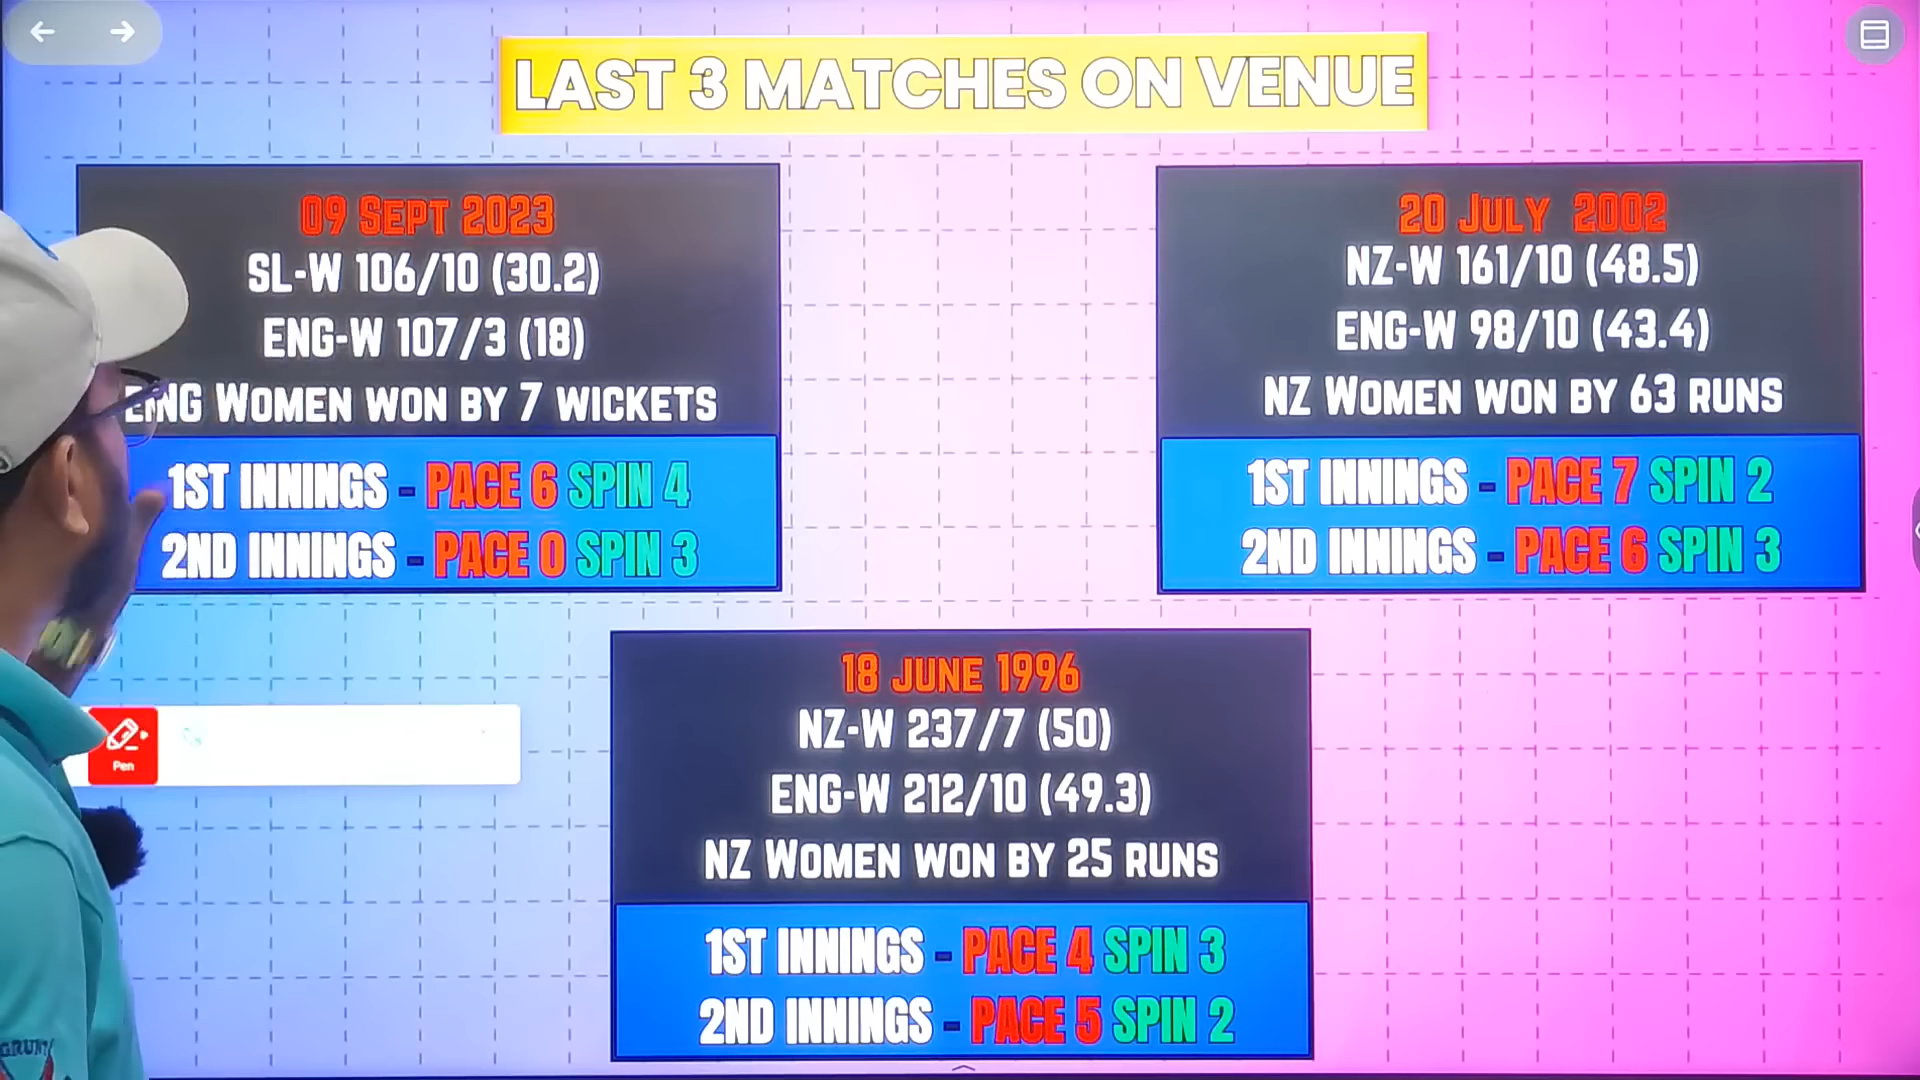 LAST 3 MATCHES ON VENUE
09 SEPT 2023
SL-W 106/10 (30.2)
ENG-W 107/3 (18)
ENG WOMEN WON BY 7 WICKETS
1ST INNINGS - PACE 6 SPIN 4
2ND INNINGS - PACE 0 SPIN 3
20 JULY 2002
NZ-W 161/10 (48.5)
ENG-W 98/10 (43.4)
NZ WOMEN WON BY 63 RUNS
1ST INNINGS - PACE 7 SPIN 2
2ND INNINGS - PACE 6 SPIN 3
18 JUNE 1996
NZ-W 237/7 (50)
ENG-W 212/10 (49.3)
NZ WOMEN WON BY 25 RUNS
1ST INNINGS - PACE 4 SPIN 3
2ND INNINGS - PACE 5 SPIN 2
Pen